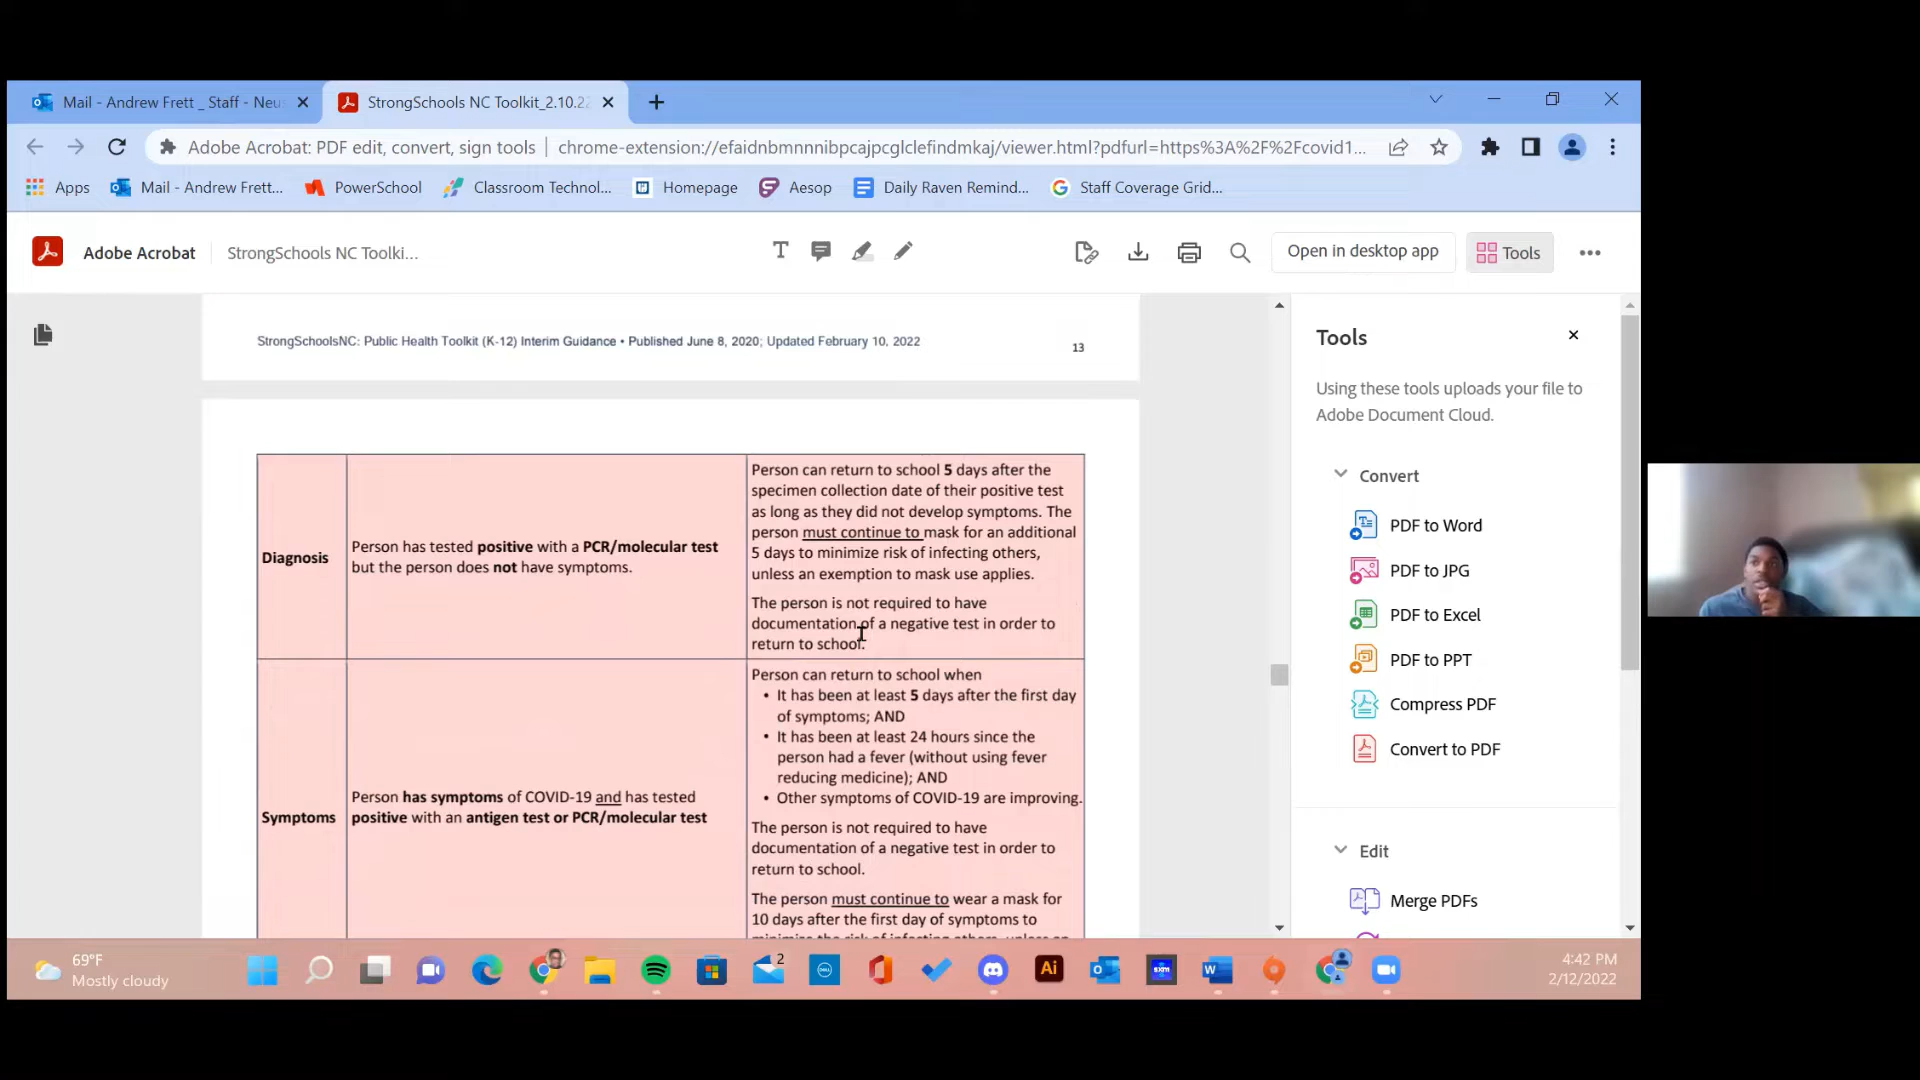 Mail - Andrew Frett _ Staff - Neu
StrongSchools NC Toolkit_2.10.22
Adobe Acrobat: PDF edit, convert, sign tools
chrome-extension://efaidnbmnnnibpcajpcglclefindmkaj/viewer.html?pdfurl=https%3A%2F%2Fcovid1...
Apps
Mail - Andrew Frett...
PowerSchool
Classroom Technol...
Homepage
Aesop
Daily Raven Remind...
Staff Coverage Grid...
Adobe Acrobat
StrongSchools NC Toolki...
Open in desktop app
Tools
StrongSchoolsNC: Public Health Toolkit (K-12) Interim Guidance • Published June 8, 2020; Updated February 10, 2022
13
Diagnosis
Person has tested positive with a PCR/molecular test
but the person does not have symptoms.
Person can return to school 5 days after the
specimen collection date of their positive test
as long as they did not develop symptoms. The
person must continue to mask for an additional
5 days to minimize risk of infecting others,
unless an exemption to mask use applies.
The person is not required to have
documentation of a negative test in order to
return to school.
Symptoms
Person has symptoms of COVID-19 and has tested
positive with an antigen test or PCR/molecular test
Person can return to school when
• It has been at least 5 days after the first day
of symptoms; AND
• It has been at least 24 hours since the
person had a fever (without using fever
reducing medicine); AND
• Other symptoms of COVID-19 are improving.
The person is not required to have
documentation of a negative test in order to
return to school.
The person must continue to wear a mask for
10 days after the first day of symptoms to
minimize the risk of infecting others, unless an
Tools
Using these tools uploads your file to
Adobe Document Cloud.
Convert
PDF to Word
PDF to JPG
PDF to Excel
PDF to PPT
Compress PDF
Convert to PDF
Edit
Merge PDFs
69°F
Mostly cloudy
2
DELL
Ai
SXM
W
4:42 PM
2/12/2022